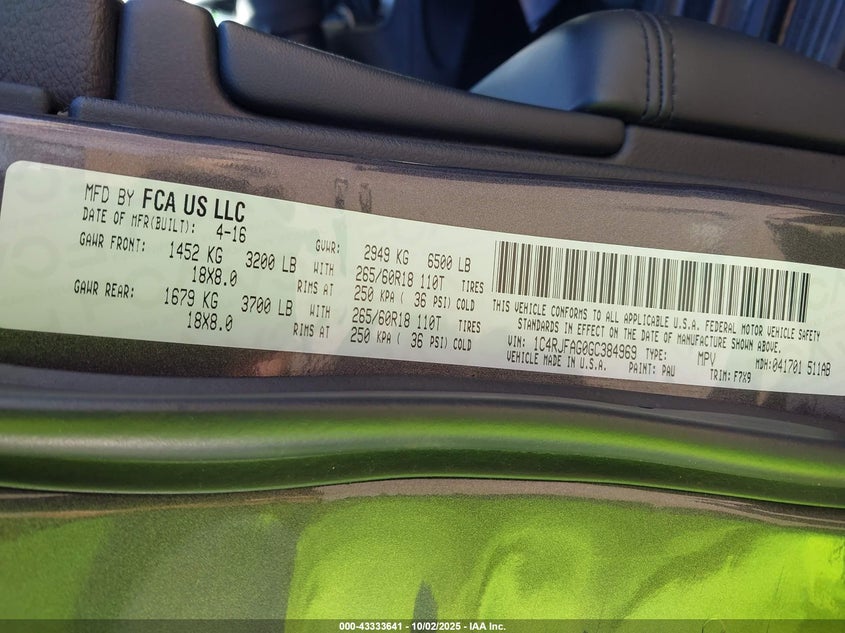 MFD BY FCA US LLC
DATE OF MFR(BUILT): 4-16
GAWR FRONT: 1452 KG 3200 LB WITH
18X8.0 RIMS AT
GAWR REAR: 1679 KG 3700 LB WITH
18X8.0 RIMS AT
GVWR: 2949 KG 6500 LB
265/60R18 110T TIRES
250 KPA ( 36 PSI) COLD
265/60R18 110T TIRES
250 KPA ( 36 PSI) COLD
THIS VEHICLE CONFORMS TO ALL APPLICABLE U.S.A. FEDERAL MOTOR VEHICLE SAFETY
STANDARDS IN EFFECT ON THE DATE OF MANUFACTURE SHOWN ABOVE.
VIN: 1C4RJFAG0GC384969 TYPE: MPV MDH: 041701 511AB
VEHICLE MADE IN U.S.A. PAINT: PAU TRIM: F7X9
000-43333641 - 10/02/2025 - IAA Inc.